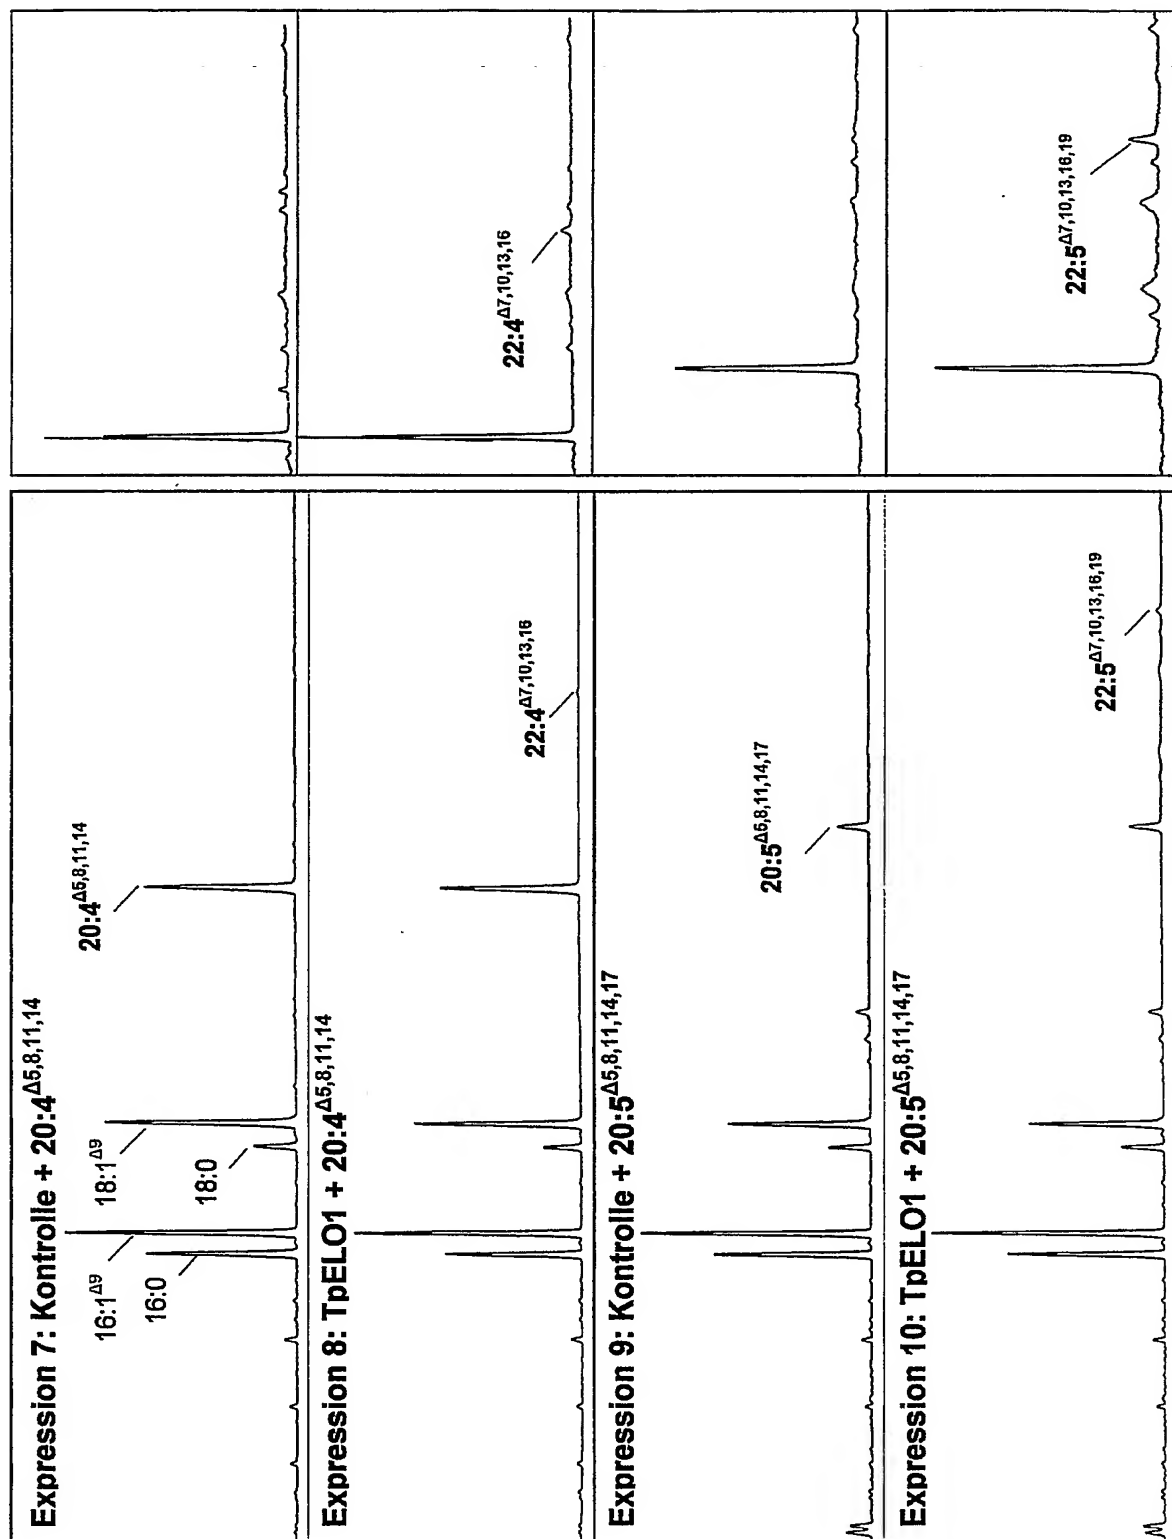 Expression 7: Kontrolle + 20:4Δ5,8,11,14
16:1Δ9
16:0
18:1Δ9
18:0
20:4Δ5,8,11,14
Expression 8: TpELO1 + 20:4Δ5,8,11,14
22:4Δ7,10,13,16
22:4Δ7,10,13,16
Expression 9: Kontrolle + 20:5Δ5,8,11,14,17
20:5Δ5,8,11,14,17
Expression 10: TpELO1 + 20:5Δ5,8,11,14,17
22:5Δ7,10,13,16,19
22:5Δ7,10,13,16,19